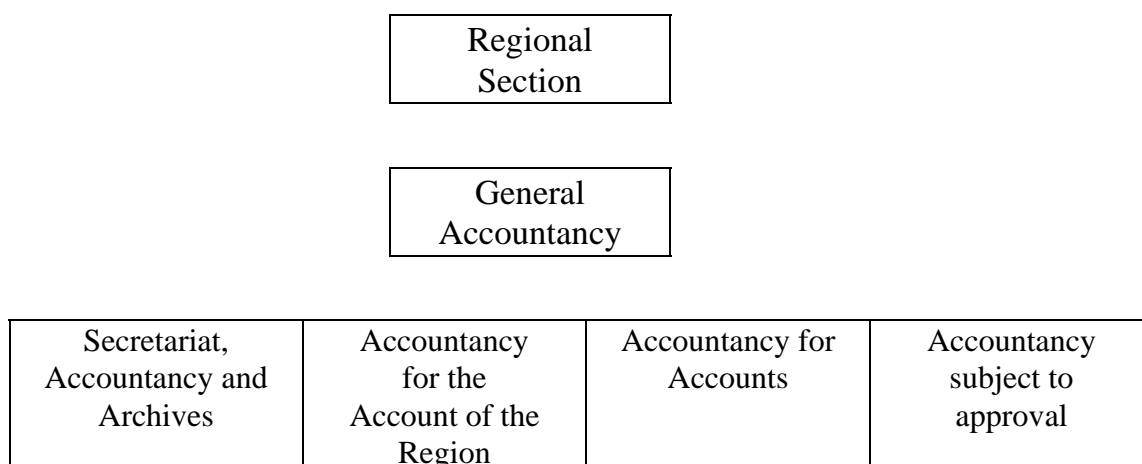 Regional
Section
General
Accountancy
Secretariat,
Accountancy and
Archives
Accountancy
for the
Account of the
Region
Accountancy for
Accounts
Accountancy
subject to
approval